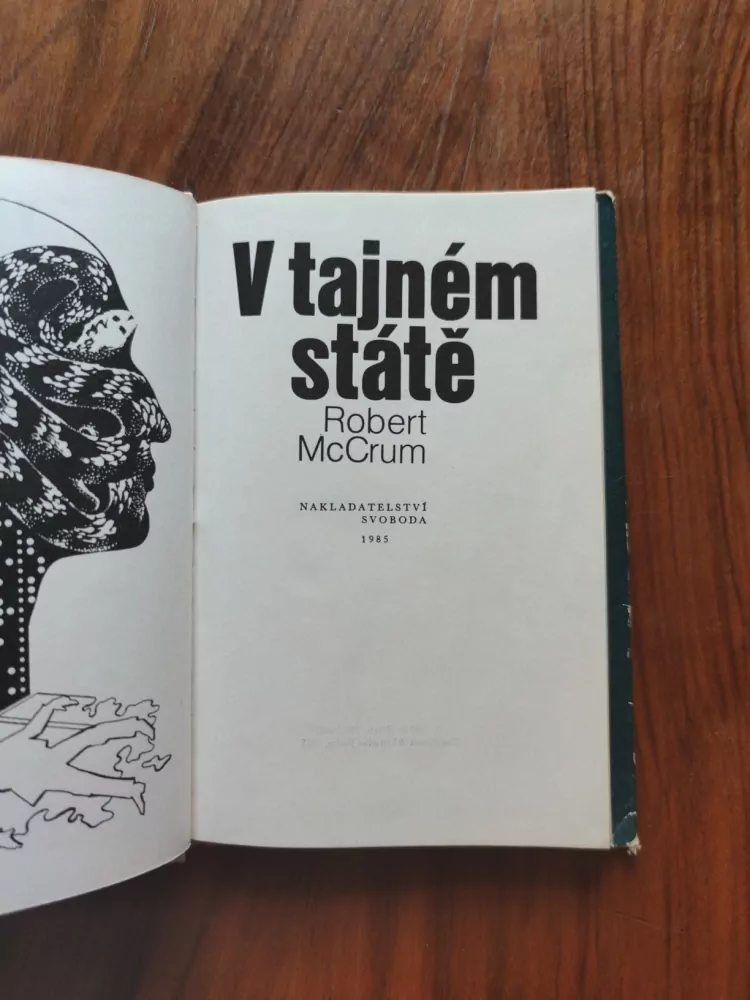 V tajném
státě
Robert
McCrum
NAKLADATELSTVÍ
SVOBODA
1985